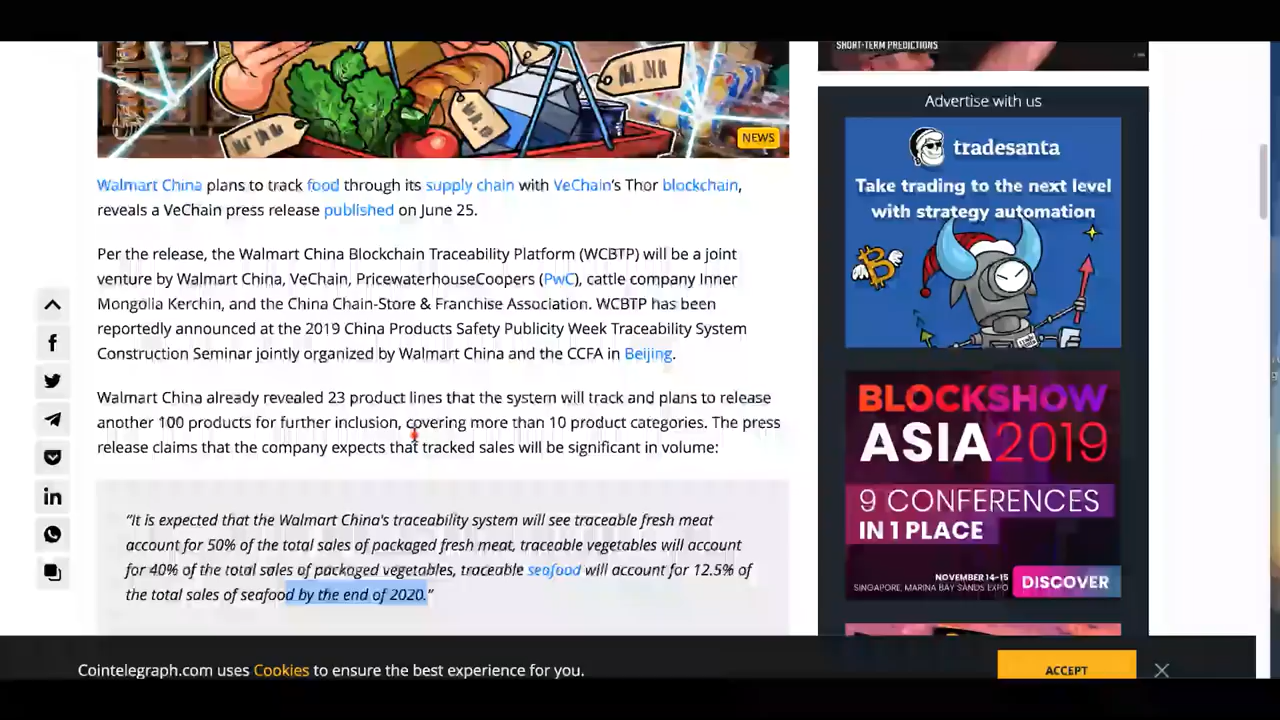 SHORT-TERM PREDICTIONS
NEWS
Walmart China plans to track food through its supply chain with VeChain's Thor blockchain,
reveals a VeChain press release published on June 25.
Per the release, the Walmart China Blockchain Traceability Platform (WCBTP) will be a joint
venture by Walmart China, VeChain, PricewaterhouseCoopers (PwC), cattle company Inner
Mongolia Kerchin, and the China Chain-Store & Franchise Association. WCBTP has been
reportedly announced at the 2019 China Products Safety Publicity Week Traceability System
Construction Seminar jointly organized by Walmart China and the CCFA in Beijing.
Walmart China already revealed 23 product lines that the system will track and plans to release
another 100 products for further inclusion, covering more than 10 product categories. The press
release claims that the company expects that tracked sales will be significant in volume:
"It is expected that the Walmart China's traceability system will see traceable fresh meat
account for 50% of the total sales of packaged fresh meat, traceable vegetables will account
for 40% of the total sales of packaged vegetables, traceable seafood will account for 12.5% of
the total sales of seafood by the end of 2020."
Advertise with us
tradesanta
Take trading to the next level
with strategy automation
BLOCKSHOW
ASIA2019
9 CONFERENCES
IN 1 PLACE
NOVEMBER 14-15
SINGAPORE, MARINA BAY SANDS EXPO
DISCOVER
Cointelegraph.com uses Cookies to ensure the best experience for you.
ACCEPT